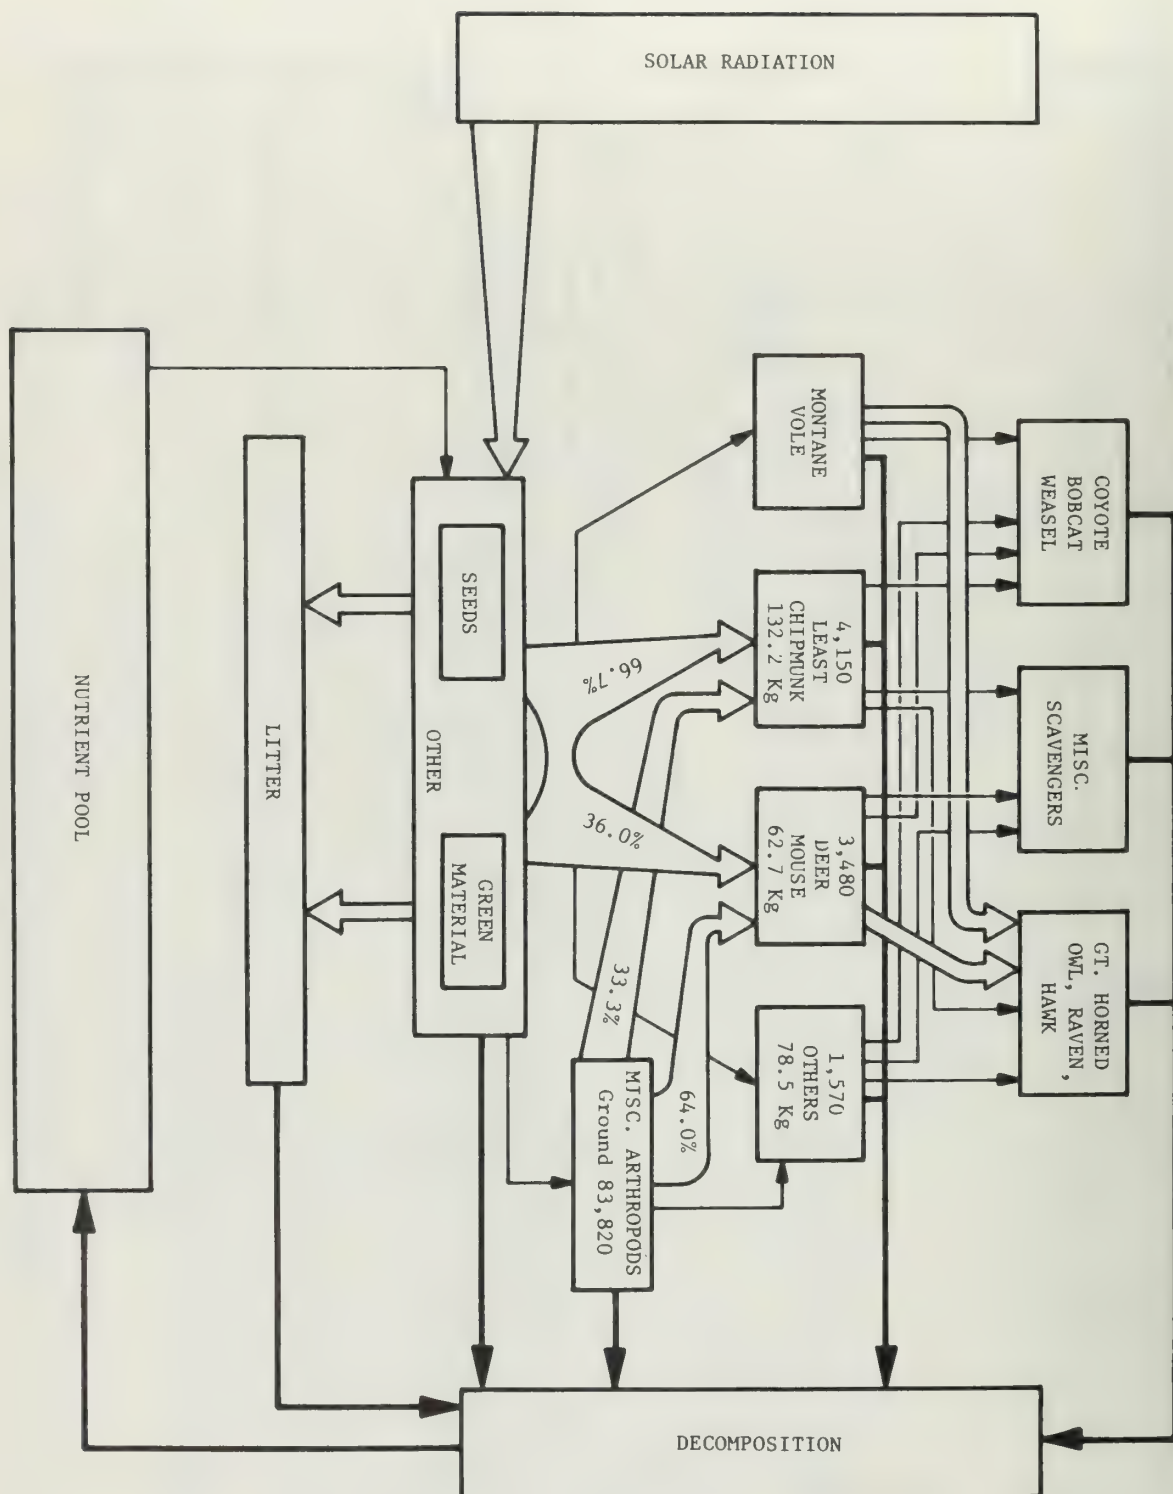 SOLAR RADIATION
COYOTE
BOBCAT
WEASEL
MISC.
SCAVENGERS
GT. HORNED
OWL, RAVEN,
HAWK
MONTANE
VOLE
4,150
LEAST
CHIPMUNK
132.2 Kg
3,480
DEER
MOUSE
62.7 Kg
1,570
OTHERS
78.5 Kg
66.7%
36.0%
33.3%
64.0%
MISC. ARTHROPODS
Ground 83,820
SEEDS
OTHER
GREEN
MATERIAL
LITTER
NUTRIENT POOL
DECOMPOSITION